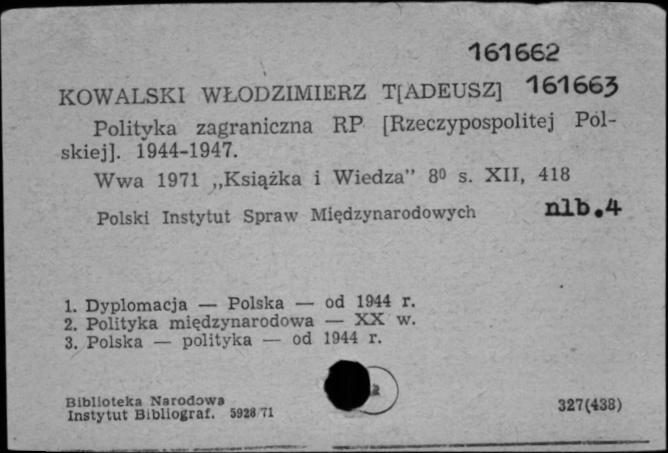 161662
KOWALSKI WŁODZIMIERZ T[ADEUSZ] 161663
Polityka zagraniczna RP [Rzeczypospolitej Pol-
skiej]. 1944-1947.
Wwa 1971 „Książka i Wiedza” 8⁰ s. XII, 418
Polski Instytut Spraw Międzynarodowych nlb.4
1. Dyplomacja — Polska — od 1944 r.
2. Polityka międzynarodowa — XX w.
3. Polska — polityka — od 1944 r.
Biblioteka Narodowa
Instytut Bibliograf. 5928/71
327(438)